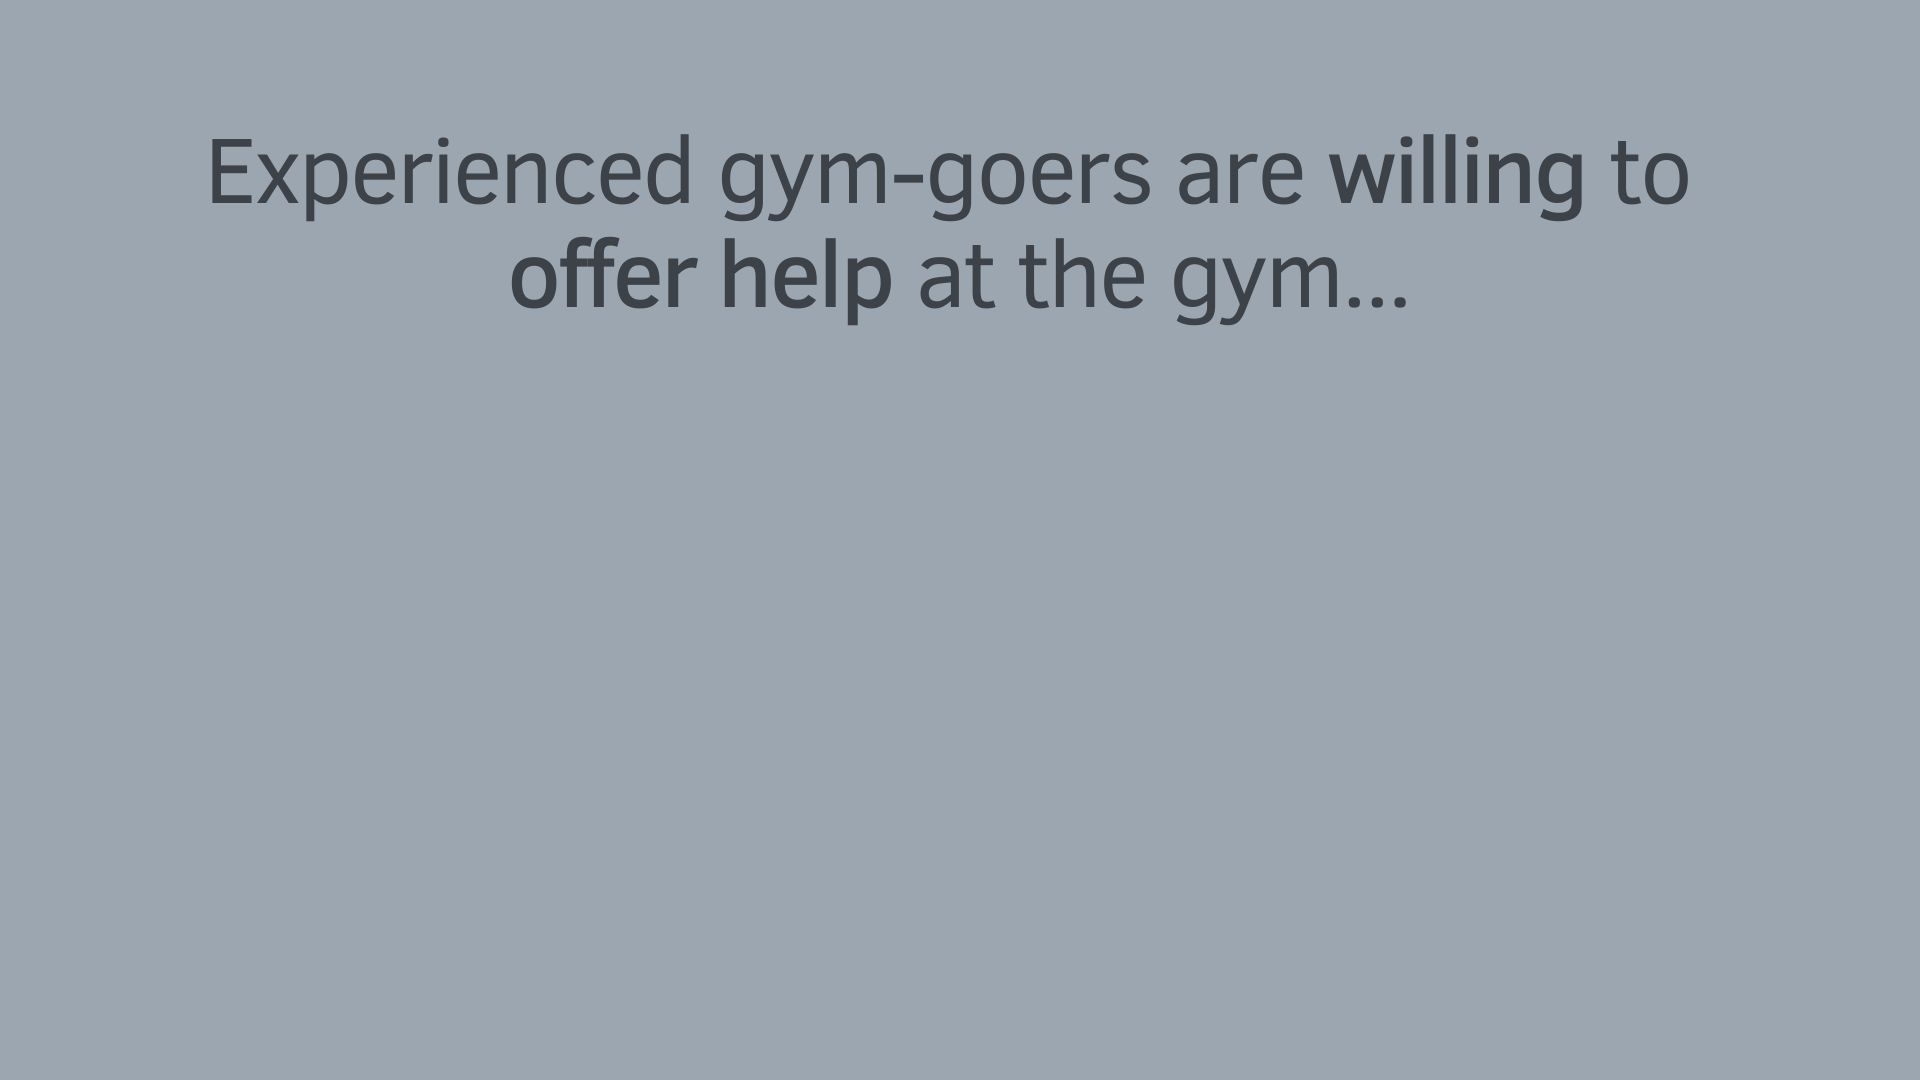 Experienced gym-goers are willing to
offer help at the gym...